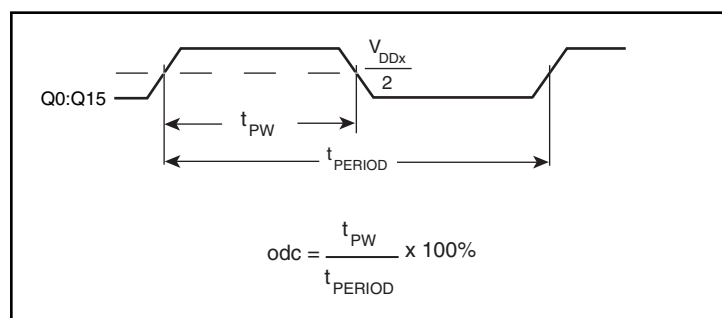 V_DDx
2
Q0:Q15
t_PW
t_PERIOD
odc = t_PW / t_PERIOD x 100%